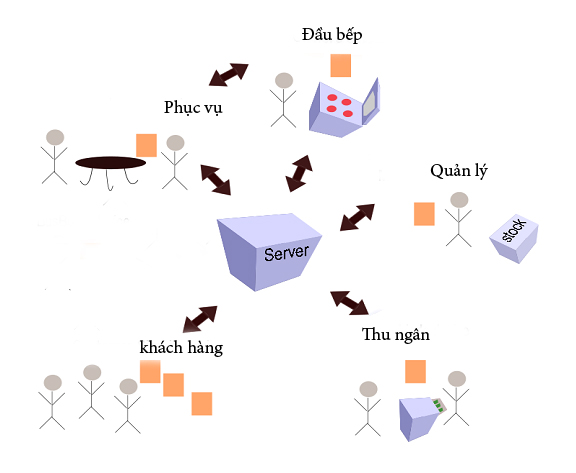 Đầu bếp
Phục vụ
Quản lý
stock
Server
Thu ngân
khách hàng